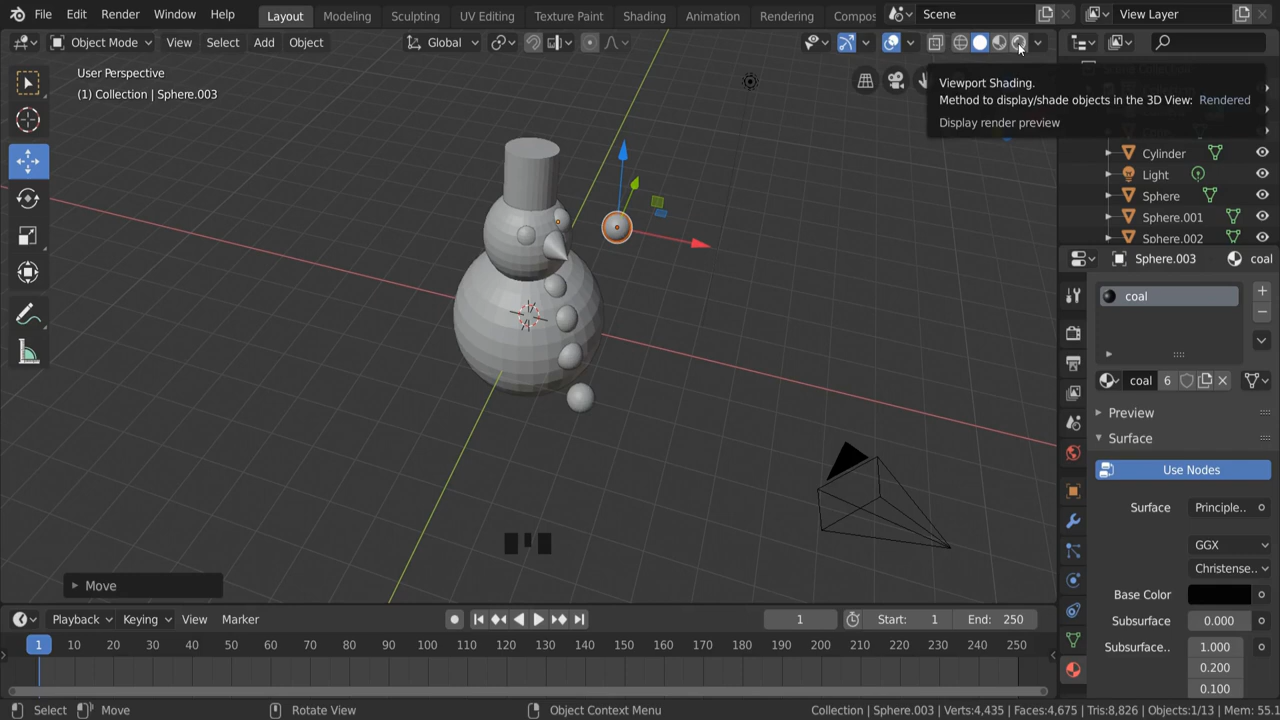 File Edit Render Window Help Layout Modeling Sculpting UV Editing Texture Paint Shading Animation Rendering Compos Scene View Layer
Object Mode View Select Add Object Global
User Perspective
(1) Collection | Sphere.003
Viewport Shading.
Method to display/shade objects in the 3D View: Rendered
Display render preview
Cylinder
Light
Sphere
Sphere.001
Sphere.002
Sphere.003 coal
coal
coal 6
Preview
Surface
Use Nodes
Surface Principle..
GGX
Christense..
Base Color
Subsurface 0.000
Subsurface.. 1.000
0.200
0.100
Move
Playback Keying View Marker 1 Start: 1 End: 250
1 10 20 30 40 50 60 70 80 90 100 110 120 130 140 150 160 170 180 190 200 210 220 230 240 250
Select Move Rotate View Object Context Menu Collection | Sphere.003 | Verts:4,435 | Faces:4,675 | Tris:8,826 | Objects:1/13 | Mem: 55.1